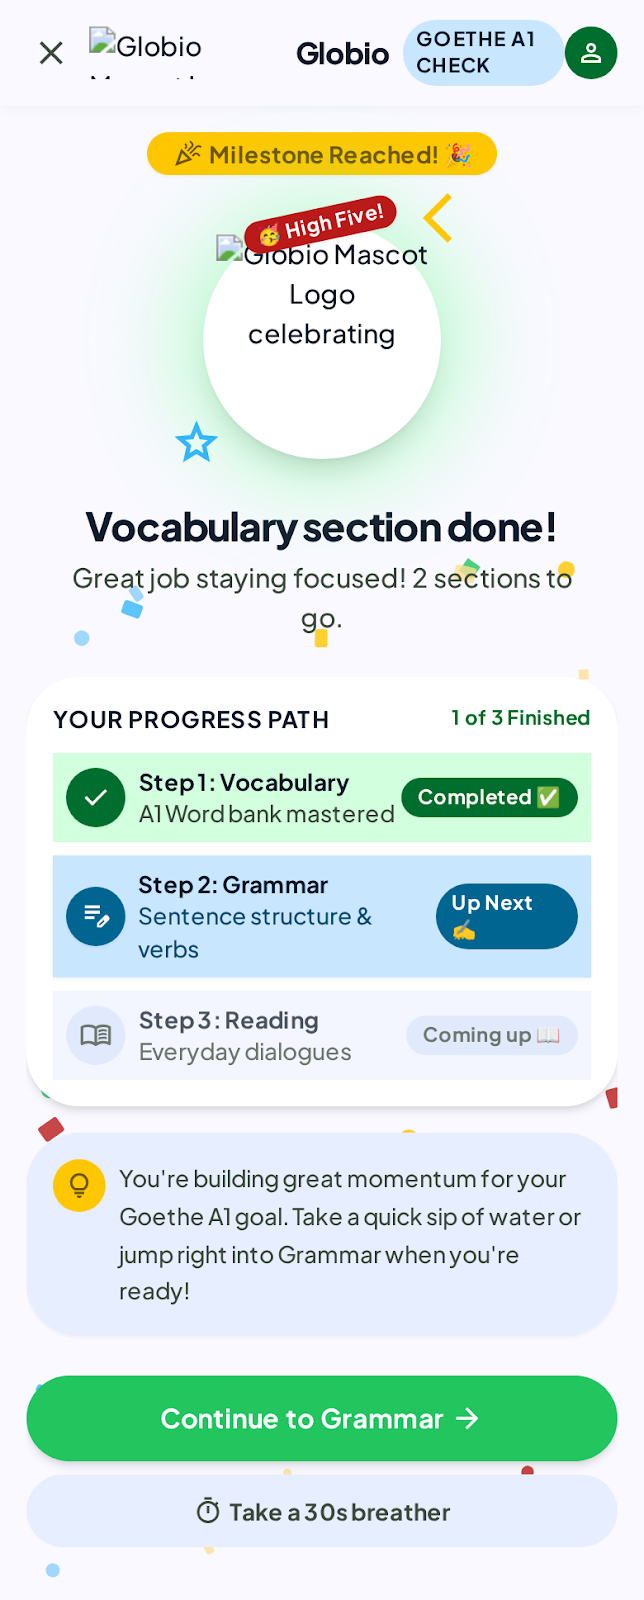 Globio
Globio
GOETHE A1
CHECK
Milestone Reached! 🎉
🥳 High Five!
Globio Mascot
Logo
celebrating
Vocabulary section done!
Great job staying focused! 2 sections to
go.
YOUR PROGRESS PATH
1 of 3 Finished
Step 1: Vocabulary
A1 Word bank mastered
Completed ✅
Step 2: Grammar
Sentence structure &
verbs
Up Next
✍️
Step 3: Reading
Everyday dialogues
Coming up 📖
You're building great momentum for your
Goethe A1 goal. Take a quick sip of water or
jump right into Grammar when you're
ready!
Continue to Grammar →
Take a 30s breather